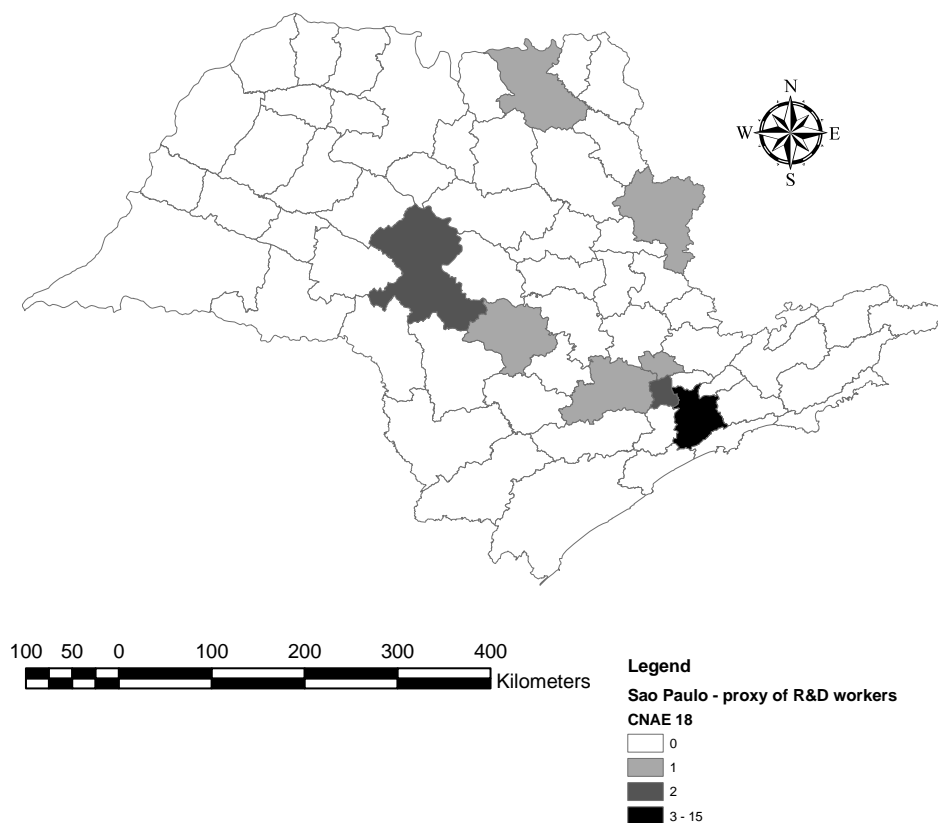 N
W E
S
100 50 0 100 200 300 400
Kilometers
Legend
Sao Paulo - proxy of R&D workers
CNAE 18
0
1
2
3 - 15